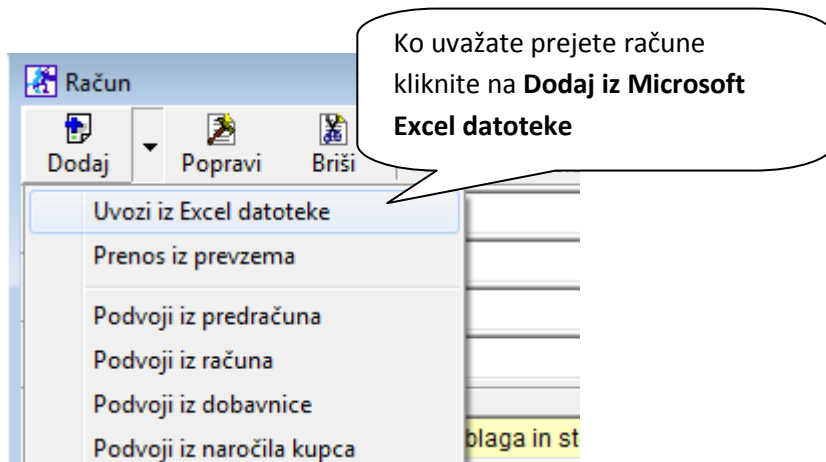 Ko uvažate prejete račune
kliknite na Dodaj iz Microsoft
Excel datoteke
Račun
Dodaj Popravi Briši
Uvozi iz Excel datoteke
Prenos iz prevzema
Podvoji iz predračuna
Podvoji iz računa
Podvoji iz dobavnice
Podvoji iz naročila kupca
blaga in st